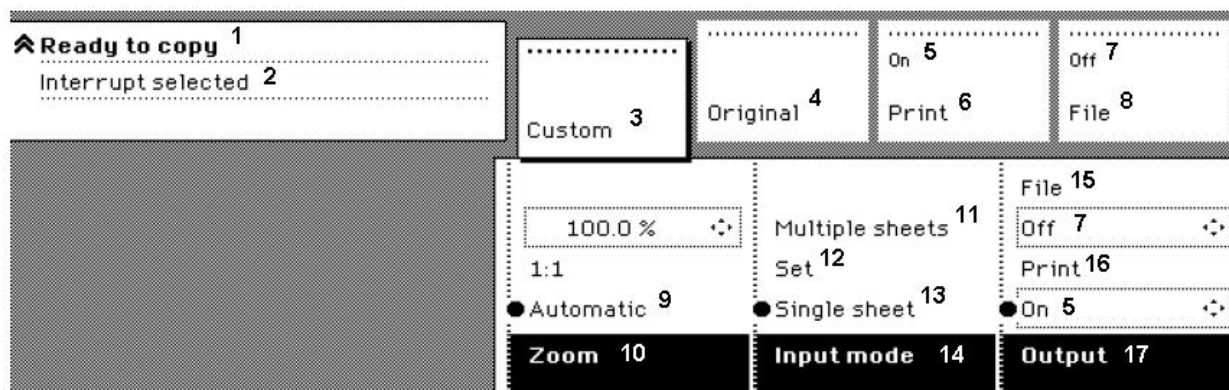 Ready to copy 1
Interrupt selected 2
Custom 3
Original 4
On 5
Print 6
Off 7
File 8
100.0 %
1:1
Automatic 9
Zoom 10
Multiple sheets 11
Set 12
Single sheet 13
Input mode 14
File 15
Off 7
Print 16
On 5
Output 17